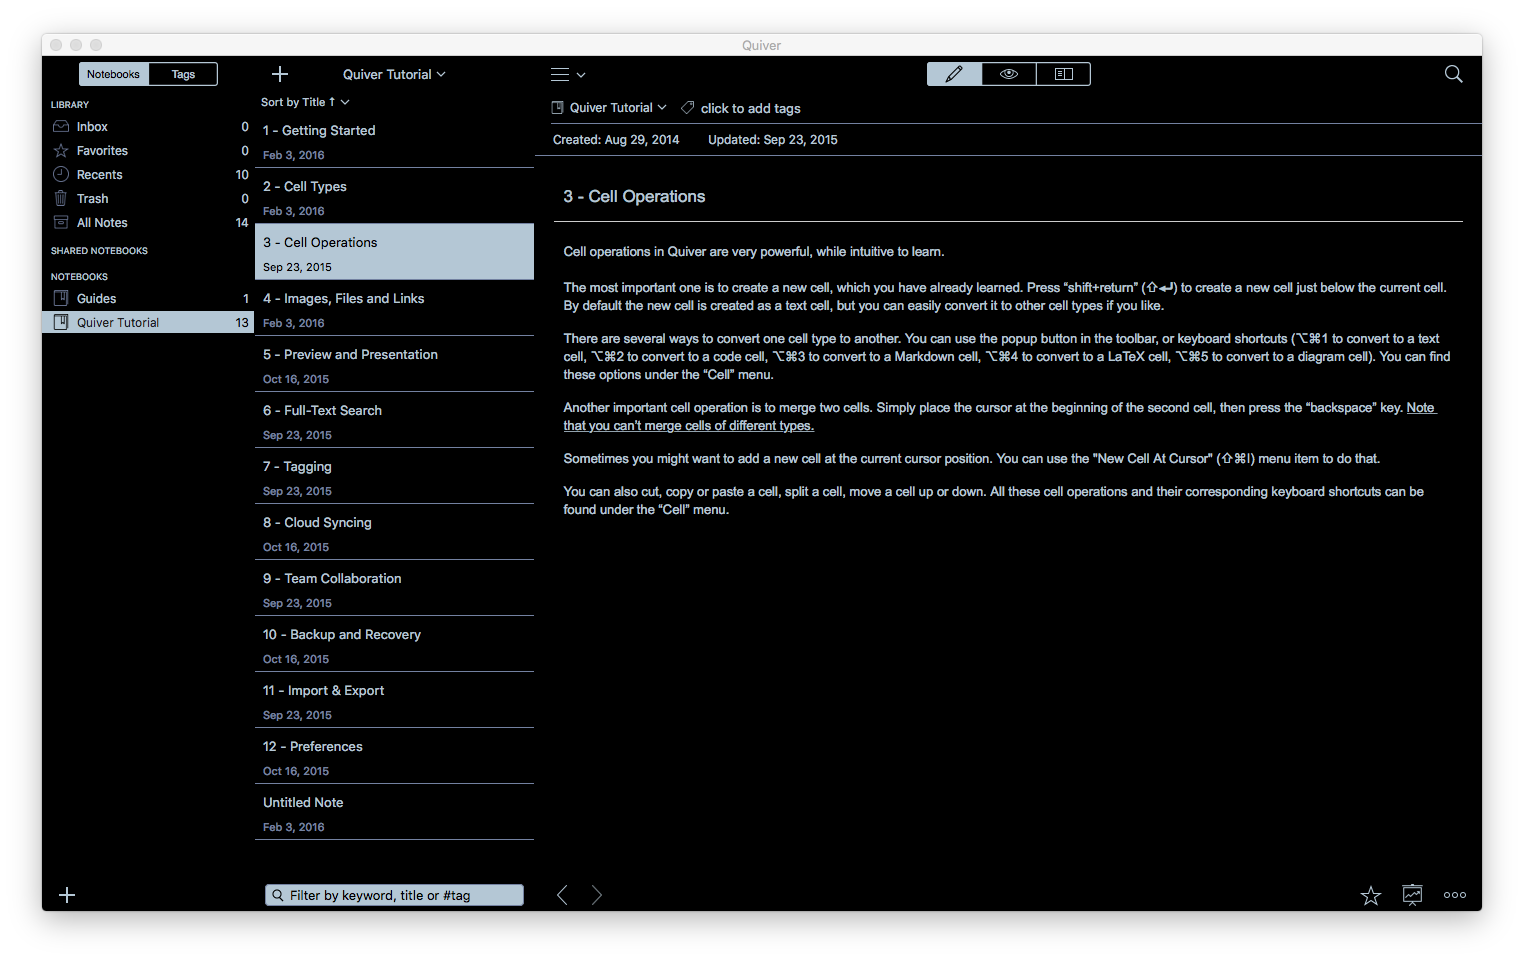 Quiver
Notebooks
Tags
Quiver Tutorial
LIBRARY
Inbox 0
Favorites 0
Recents 10
Trash 0
All Notes 14
SHARED NOTEBOOKS
NOTEBOOKS
Guides 1
Quiver Tutorial 13
Sort by Title ↑
1 - Getting Started
Feb 3, 2016
2 - Cell Types
Feb 3, 2016
3 - Cell Operations
Sep 23, 2015
4 - Images, Files and Links
Feb 3, 2016
5 - Preview and Presentation
Oct 16, 2015
6 - Full-Text Search
Sep 23, 2015
7 - Tagging
Sep 23, 2015
8 - Cloud Syncing
Oct 16, 2015
9 - Team Collaboration
Sep 23, 2015
10 - Backup and Recovery
Oct 16, 2015
11 - Import & Export
Sep 23, 2015
12 - Preferences
Oct 16, 2015
Untitled Note
Feb 3, 2016
Filter by keyword, title or #tag
Quiver Tutorial
click to add tags
Created: Aug 29, 2014
Updated: Sep 23, 2015
3 - Cell Operations
Cell operations in Quiver are very powerful, while intuitive to learn.
The most important one is to create a new cell, which you have already learned. Press “shift+return” (⇧↩) to create a new cell just below the current cell.
By default the new cell is created as a text cell, but you can easily convert it to other cell types if you like.
There are several ways to convert one cell type to another. You can use the popup button in the toolbar, or keyboard shortcuts (⌥⌘1 to convert to a text
cell, ⌥⌘2 to convert to a code cell, ⌥⌘3 to convert to a Markdown cell, ⌥⌘4 to convert to a LaTeX cell, ⌥⌘5 to convert to a diagram cell). You can find
these options under the “Cell” menu.
Another important cell operation is to merge two cells. Simply place the cursor at the beginning of the second cell, then press the “backspace” key. Note
that you can’t merge cells of different types.
Sometimes you might want to add a new cell at the current cursor position. You can use the "New Cell At Cursor" (⇧⌘I) menu item to do that.
You can also cut, copy or paste a cell, split a cell, move a cell up or down. All these cell operations and their corresponding keyboard shortcuts can be
found under the “Cell” menu.